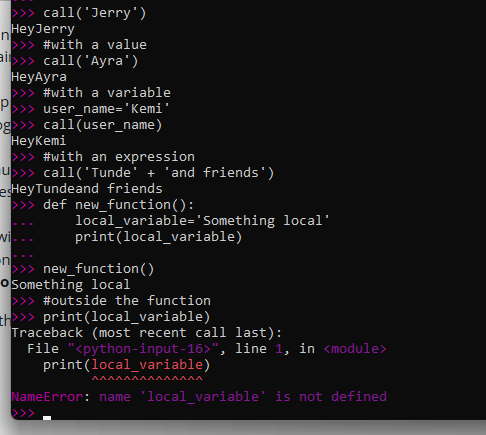 >>> call('Jerry')
HeyJerry
>>> #with a value
>>> call('Ayra')
HeyAyra
>>> #with a variable
>>> user_name='Kemi'
>>> call(user_name)
HeyKemi
>>> #with an expression
>>> call('Tunde' + 'and friends')
HeyTundeand friends
>>> def new_function():
...     local_variable='Something local'
...     print(local_variable)
...
>>> new_function()
Something local
>>> #outside the function
>>> print(local_variable)
Traceback (most recent call last):
  File "<python-input-16>", line 1, in <module>
    print(local_variable)
          ^^^^^^^^^^^^^^
NameError: name 'local_variable' is not defined
>>>